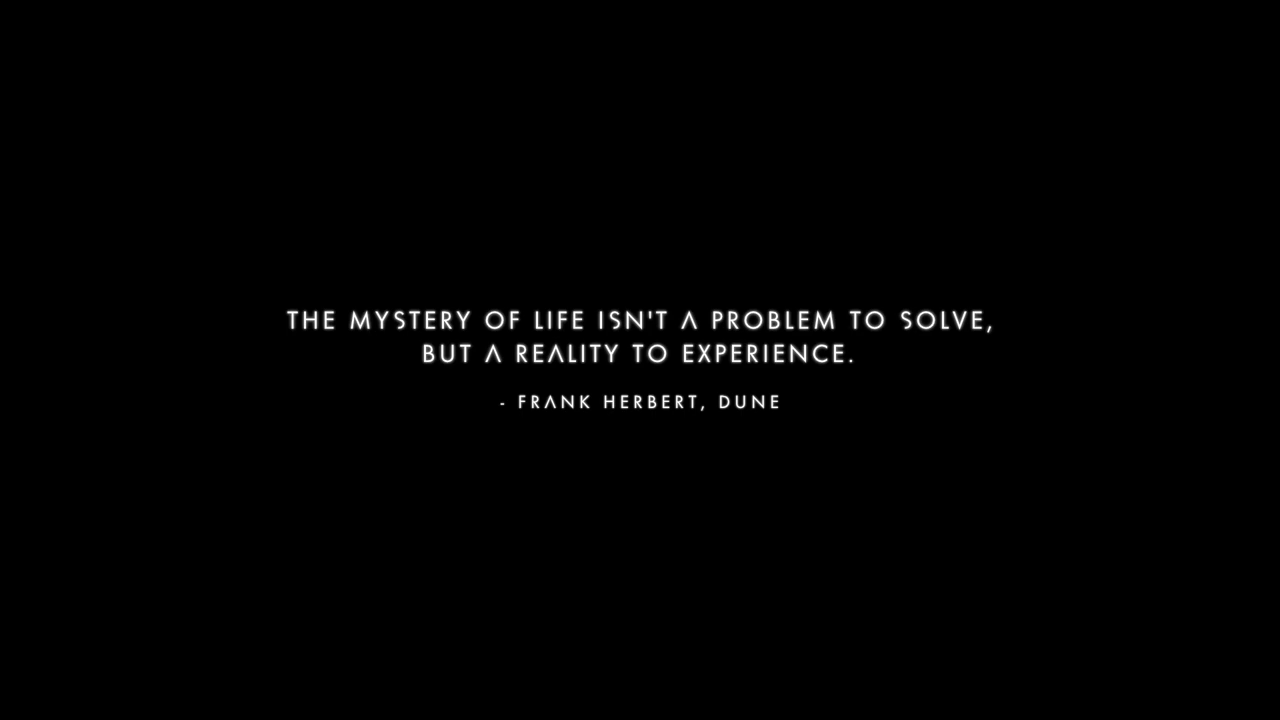 THE MYSTERY OF LIFE ISN'T A PROBLEM TO SOLVE,
BUT A REALITY TO EXPERIENCE.
- FRANK HERBERT, DUNE